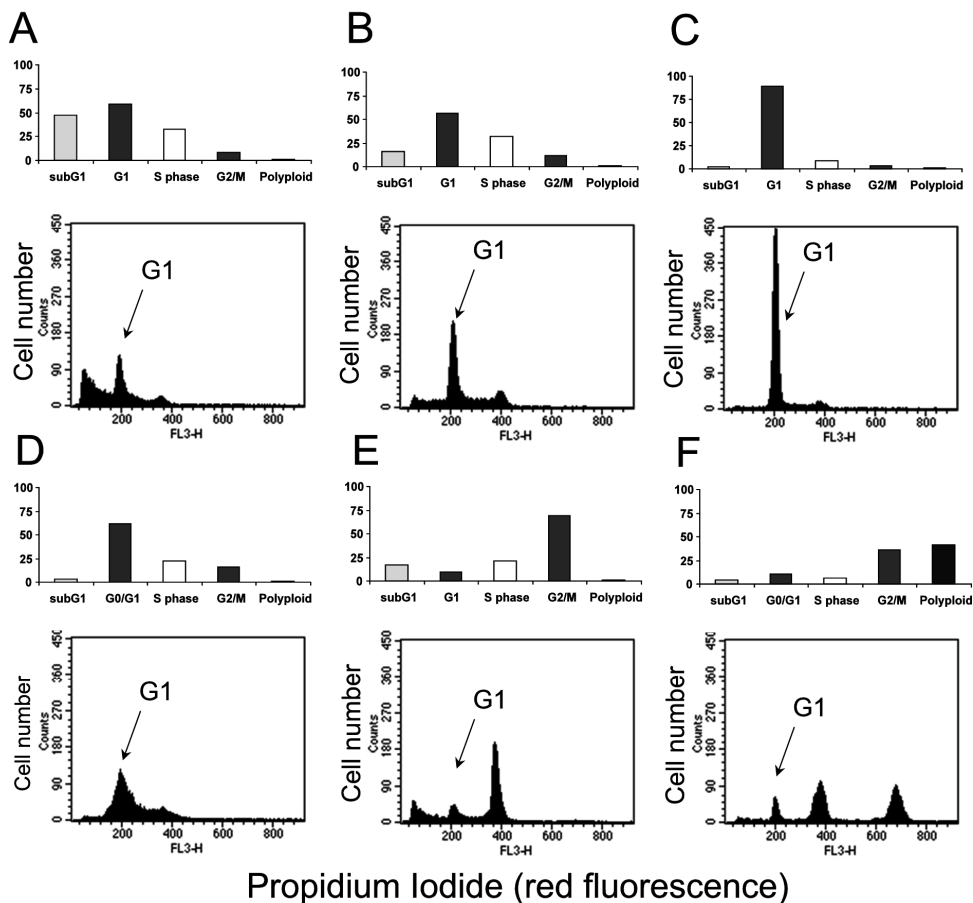 A
100
75
50
25
0
subG1 G1 S phase G2/M Polyploid
B
100
75
50
25
0
subG1 G1 S phase G2/M Polyploid
C
100
75
50
25
0
subG1 G1 S phase G2/M Polyploid
Cell number
Counts
450
360
270
180
90
0
G1
200 400 600 800
FL3-H
Cell number
Counts
450
360
270
180
90
0
G1
200 400 600 800
FL3-H
Cell number
Counts
450
360
270
180
90
0
G1
200 400 600 800
FL3-H
D
100
75
50
25
0
subG1 G0/G1 S phase G2/M Polyploid
E
100
75
50
25
0
subG1 G1 S phase G2/M Polyploid
F
100
75
50
25
0
subG1 G0/G1 S phase G2/M Polyploid
Cell number
Counts
450
360
270
180
90
0
G1
200 400 600 800
FL3-H
Cell number
Counts
450
360
270
180
90
0
G1
200 400 600 800
FL3-H
Cell number
Counts
450
360
270
180
90
0
G1
200 400 600 800
FL3-H
Propidium Iodide (red fluorescence)